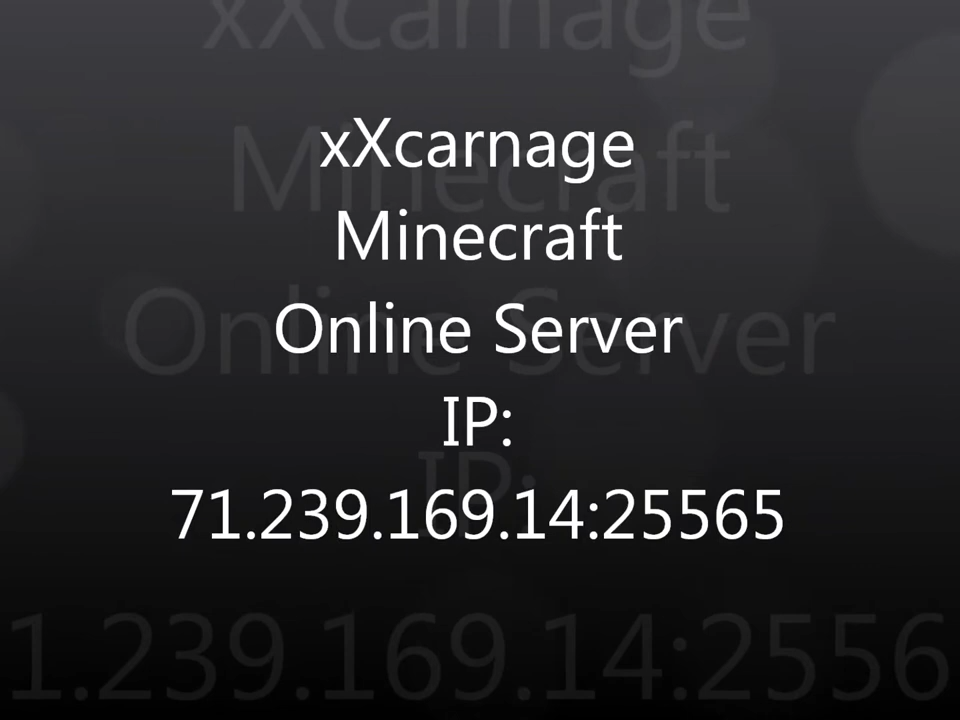 xXcarnage
Minecraft
Online Server
IP:
71.239.169.14:25565